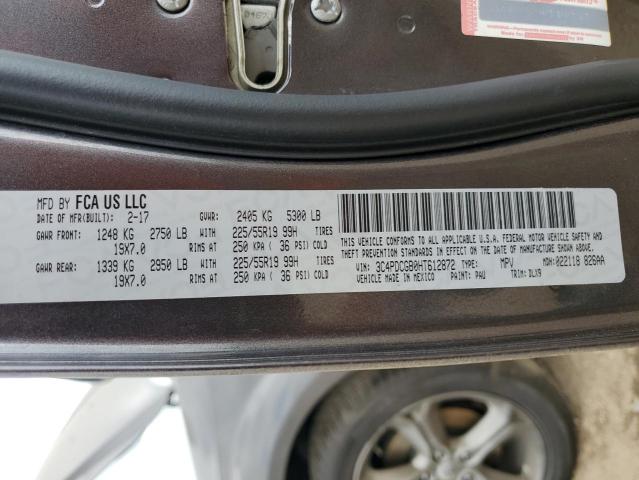 MFD BY FCA US LLC
DATE OF MFR(BUILT): 2-17 GVWR: 2405 KG 5300 LB
GAWR FRONT: 1248 KG 2750 LB WITH 225/55R19 99H TIRES
19X7.0 RIMS AT 250 KPA ( 36 PSI) COLD
GAWR REAR: 1339 KG 2950 LB WITH 225/55R19 99H TIRES
19X7.0 RIMS AT 250 KPA ( 36 PSI) COLD
THIS VEHICLE CONFORMS TO ALL APPLICABLE U.S.A. FEDERAL MOTOR VEHICLE SAFETY AND
THEFT PREVENTION STANDARDS IN EFFECT ON THE DATE OF MANUFACTURE SHOWN ABOVE.
VIN: 3C4PDCGB0HT612872 TYPE: MPV MDH: 022118 826AA
VEHICLE MADE IN MEXICO PAINT: PAU TRIM: DLX9